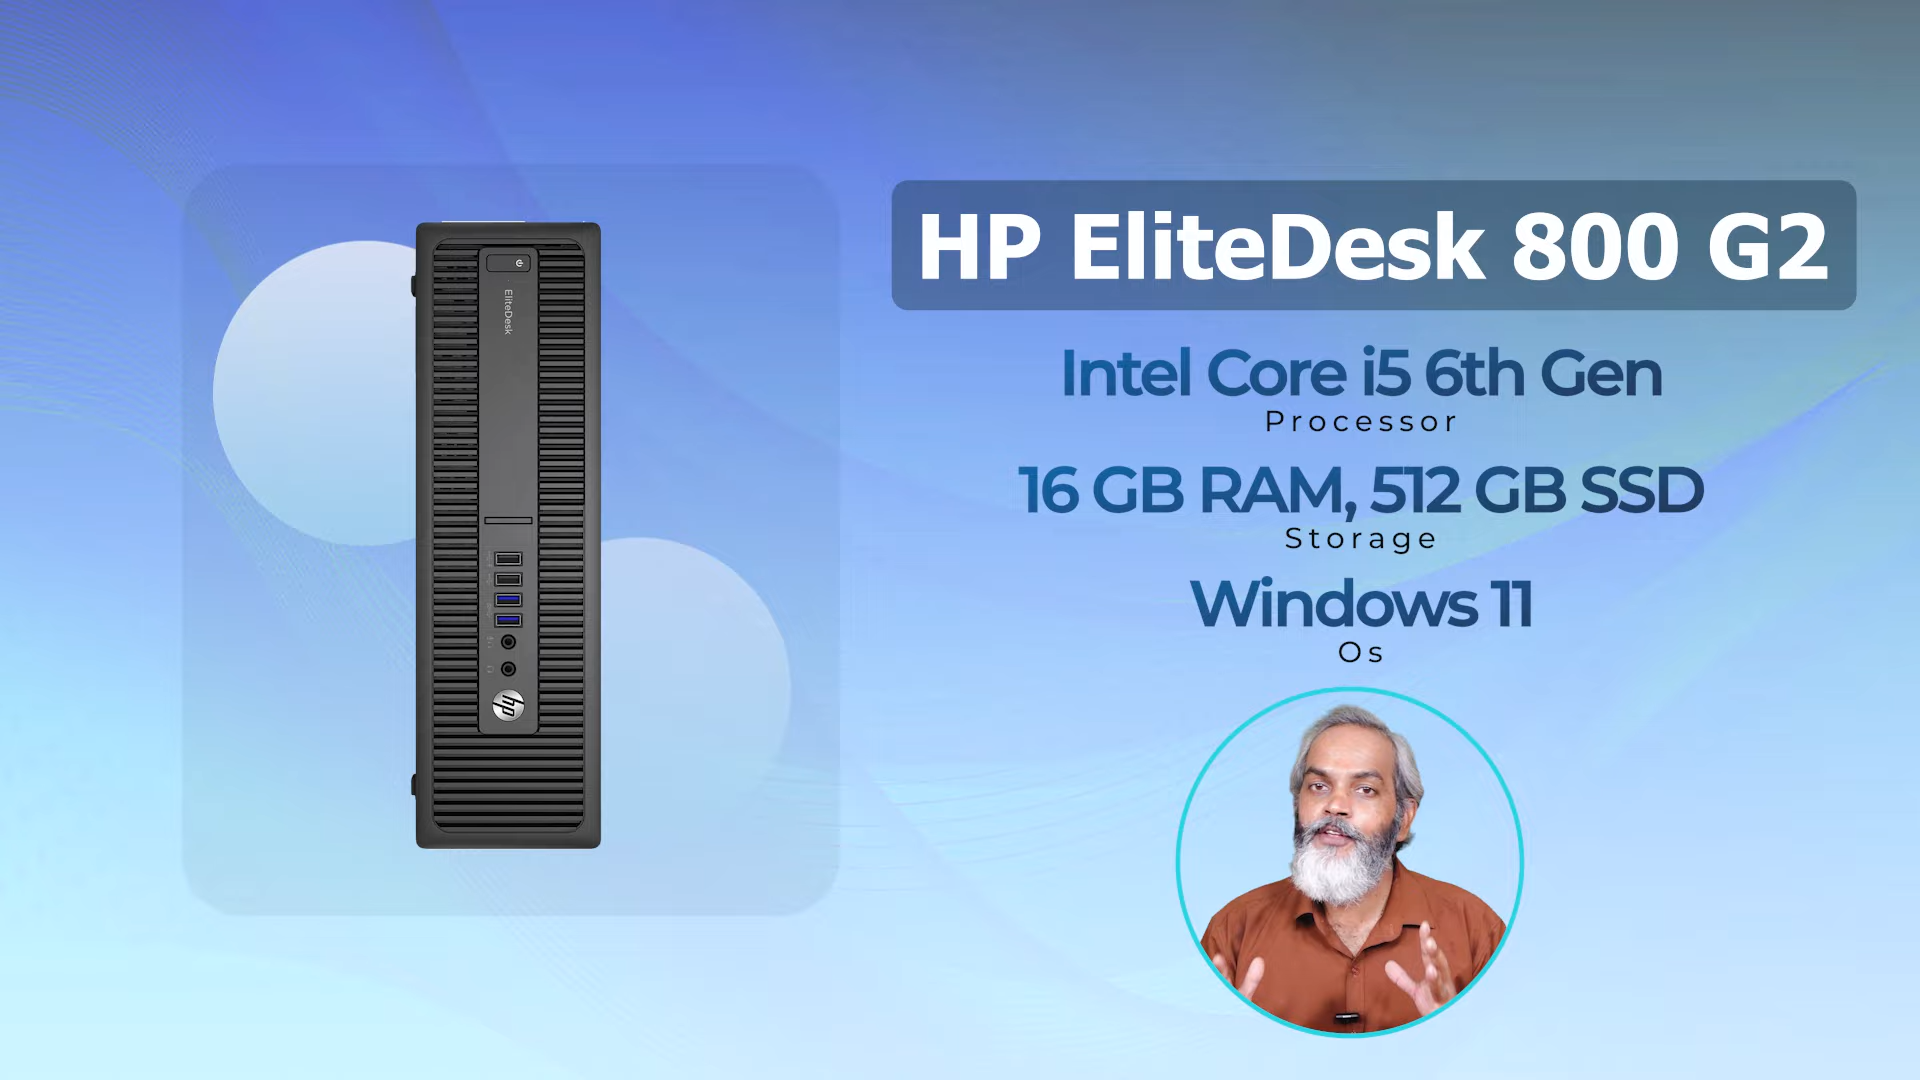 HP EliteDesk 800 G2
Intel Core i5 6th Gen
Processor
16 GB RAM, 512 GB SSD
Storage
Windows 11
Os
EliteDesk
hp